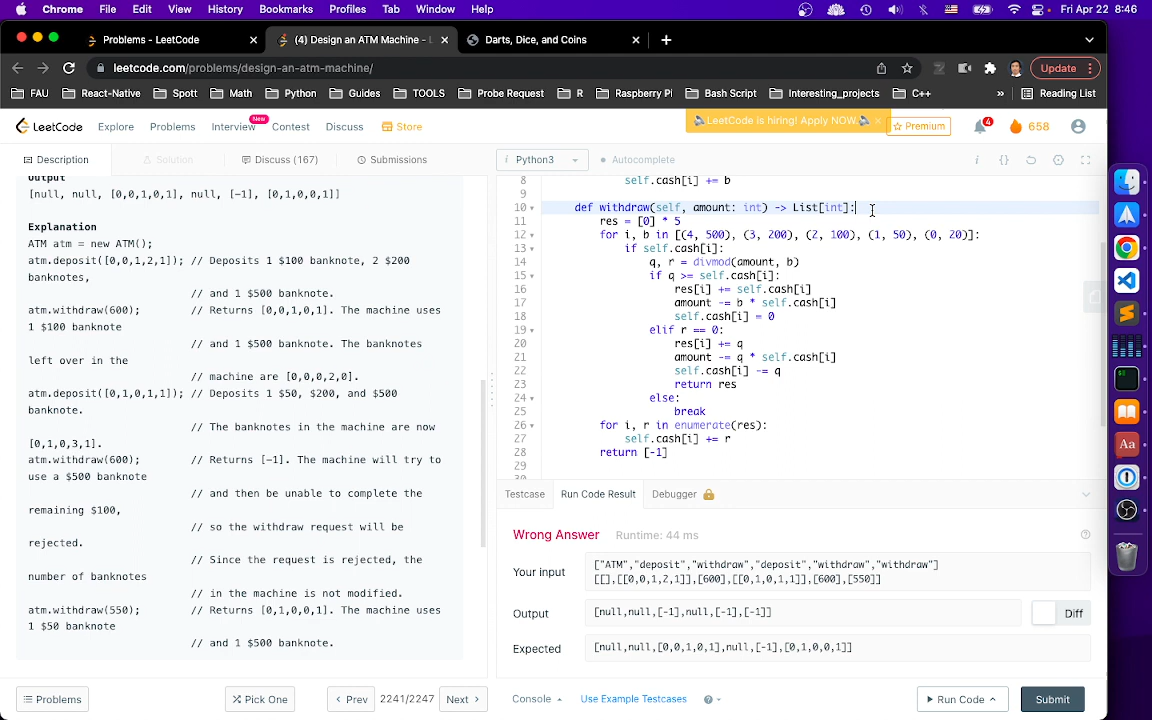 Chrome File Edit View History Bookmarks Profiles Tab Window Help Fri Apr 22 8:46
Problems - LeetCode
(4) Design an ATM Machine - L
Darts, Dice, and Coins
leetcode.com/problems/design-an-atm-machine/
Update
FAU React-Native Spott Math Python Guides TOOLS Probe Request R Raspberry PI Bash Script Interesting_projects C++ » Reading List
LeetCode Explore Problems Interview New Contest Discuss Store
LeetCode is hiring! Apply NOW.
Premium
4
658
Description Solution Discuss (167) Submissions
i Python3 Autocomplete
Output
[null, null, [0,0,1,0,1], null, [-1], [0,1,0,0,1]]
Explanation
ATM atm = new ATM();
atm.deposit([0,0,1,2,1]); // Deposits 1 $100 banknote, 2 $200
banknotes,
// and 1 $500 banknote.
atm.withdraw(600); // Returns [0,0,1,0,1]. The machine uses
1 $100 banknote
// and 1 $500 banknote. The banknotes
left over in the
// machine are [0,0,0,2,0].
atm.deposit([0,1,0,1,1]); // Deposits 1 $50, $200, and $500
banknote.
// The banknotes in the machine are now
[0,1,0,3,1].
atm.withdraw(600); // Returns [-1]. The machine will try to
use a $500 banknote
// and then be unable to complete the
remaining $100,
// so the withdraw request will be
rejected.
// Since the request is rejected, the
number of banknotes
// in the machine is not modified.
atm.withdraw(550); // Returns [0,1,0,0,1]. The machine uses
1 $50 banknote
// and 1 $500 banknote.
8 self.cash[i] += b
9
10 def withdraw(self, amount: int) -> List[int]:
11 res = [0] * 5
12 for i, b in [(4, 500), (3, 200), (2, 100), (1, 50), (0, 20)]:
13 if self.cash[i]:
14 q, r = divmod(amount, b)
15 if q >= self.cash[i]:
16 res[i] += self.cash[i]
17 amount -= b * self.cash[i]
18 self.cash[i] = 0
19 elif r == 0:
20 res[i] += q
21 amount -= q * self.cash[i]
22 self.cash[i] -= q
23 return res
24 else:
25 break
26 for i, r in enumerate(res):
27 self.cash[i] += r
28 return [-1]
29
30
Testcase Run Code Result Debugger
Wrong Answer Runtime: 44 ms
Your input
["ATM","deposit","withdraw","deposit","withdraw","withdraw"]
[[],[[0,0,1,2,1]],[600],[[0,1,0,1,1]],[600],[550]]
Output
[null,null,[-1],null,[-1],[-1]]
Diff
Expected
[null,null,[0,0,1,0,1],null,[-1],[0,1,0,0,1]]
Problems Pick One Prev 2241/2247 Next Console Use Example Testcases ? Run Code Submit
Aa